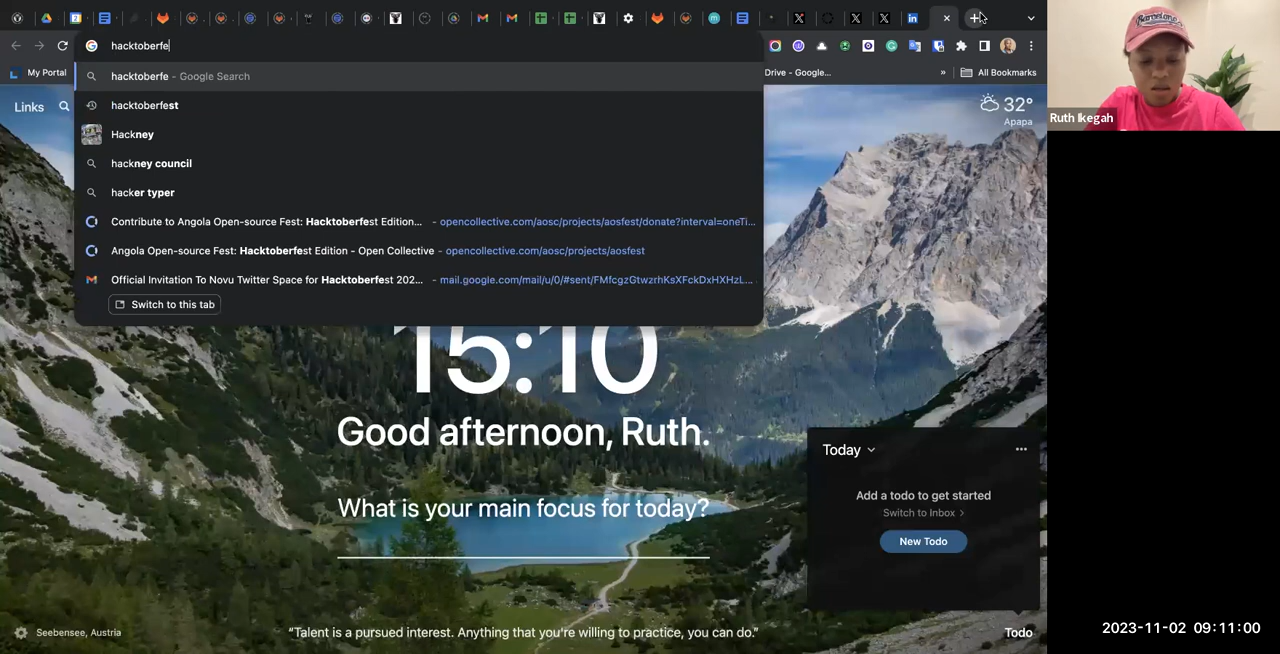 hacktoberfe
My Portal
Drive - Google...
»
All Bookmarks
hacktoberfe - Google Search
hacktoberfest
Hackney
hackney council
hacker typer
Contribute to Angola Open-source Fest: Hacktoberfest Edition... - opencollective.com/aosc/projects/aosfest/donate?interval=oneTi...
Angola Open-source Fest: Hacktoberfest Edition - Open Collective - opencollective.com/aosc/projects/aosfest
Official Invitation To Novu Twitter Space for Hacktoberfest 202... - mail.google.com/mail/u/0/#sent/FMfcgzGtwzrhKsXFckDxHXHzL...
Switch to this tab
Links
32°
Apapa
Barcelona
Ruth Ikegah
15:10
Good afternoon, Ruth.
What is your main focus for today?
Today
Add a todo to get started
Switch to Inbox >
New Todo
Seebensee, Austria
“Talent is a pursued interest. Anything that you're willing to practice, you can do.”
Todo
2023-11-02 09:11:00